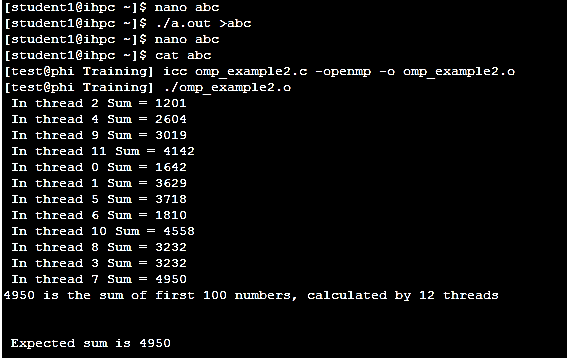 [student1@ihpc ~]$ nano abc
[student1@ihpc ~]$ ./a.out >abc
[student1@ihpc ~]$ nano abc
[student1@ihpc ~]$ cat abc
[test@phi Training] icc omp_example2.c -openmp -o omp_example2.o
[test@phi Training] ./omp_example2.o
In thread 2 Sum = 1201
In thread 4 Sum = 2604
In thread 9 Sum = 3019
In thread 11 Sum = 4142
In thread 0 Sum = 1642
In thread 1 Sum = 3629
In thread 5 Sum = 3718
In thread 6 Sum = 1810
In thread 10 Sum = 4558
In thread 8 Sum = 3232
In thread 3 Sum = 3232
In thread 7 Sum = 4950
4950 is the sum of first 100 numbers, calculated by 12 threads
Expected sum is 4950